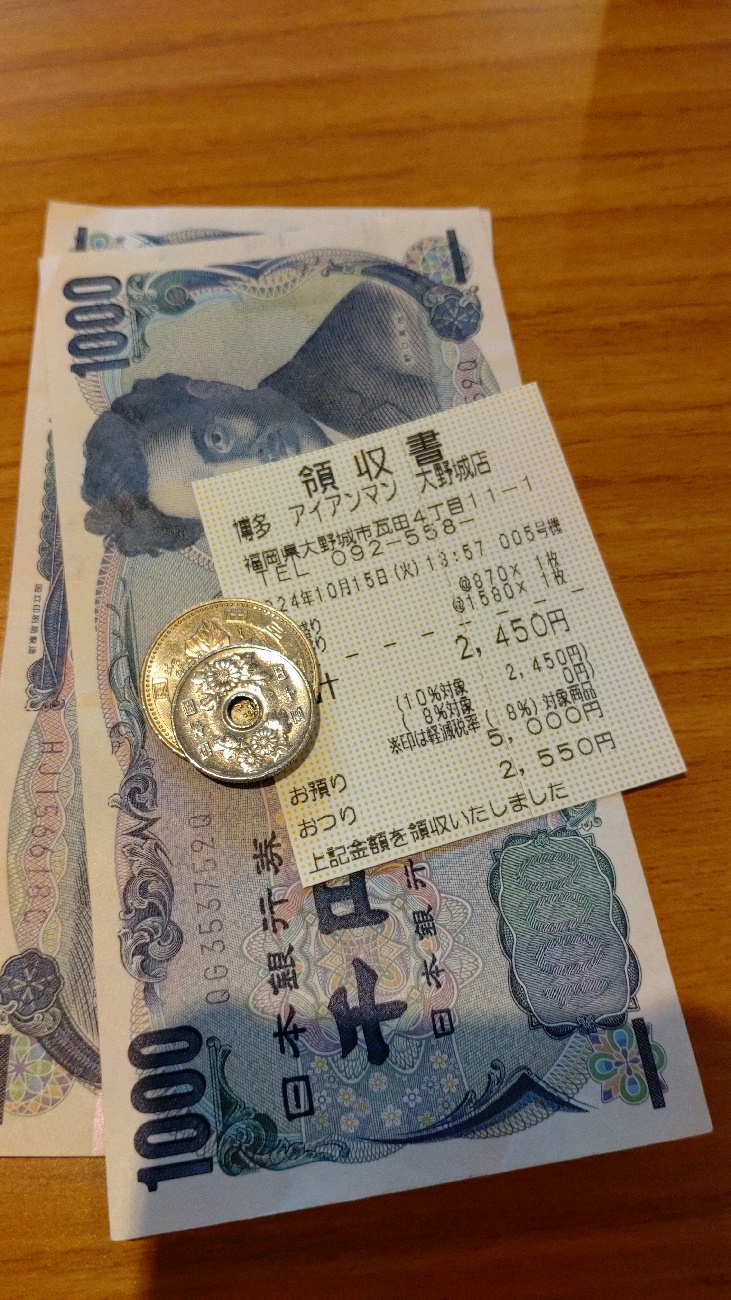 1000
領収書
博多 アイアンマン 大野城店
福岡県大野城市瓦田4丁目11-1
TEL 092-558-
24年10月15日(火) 13:57 005号機
@870× 1枚
@1580× 1枚
2,450円
(10%対象 2,450円)
( 8%対象 0円)
※印は軽減税率( 8%)対象商品
お預り 5,000円
おつり 2,550円
上記金額を領収いたしました
日本銀行券
千円
日本銀行
QG353752Q
1000